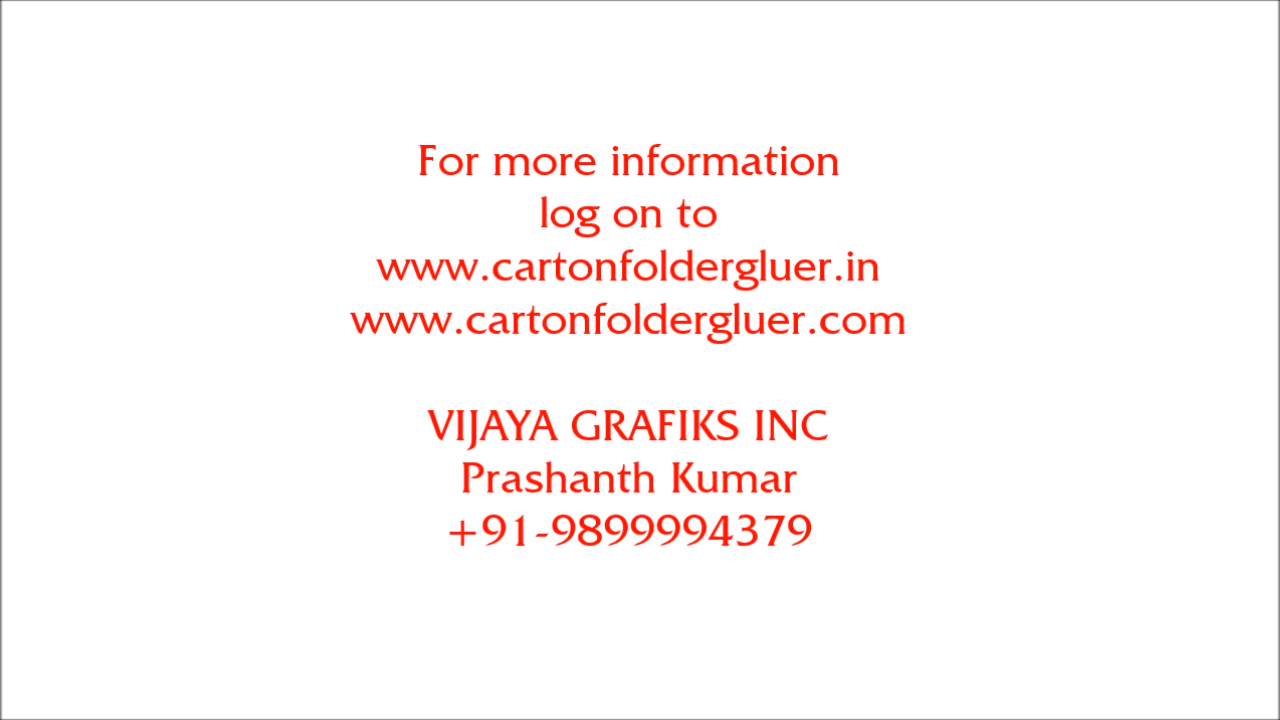 For more information
log on to
www.cartonfoldergluer.in
www.cartonfoldergluer.com
VIJAYA GRAFIKS INC
Prashanth Kumar
+91-9899994379